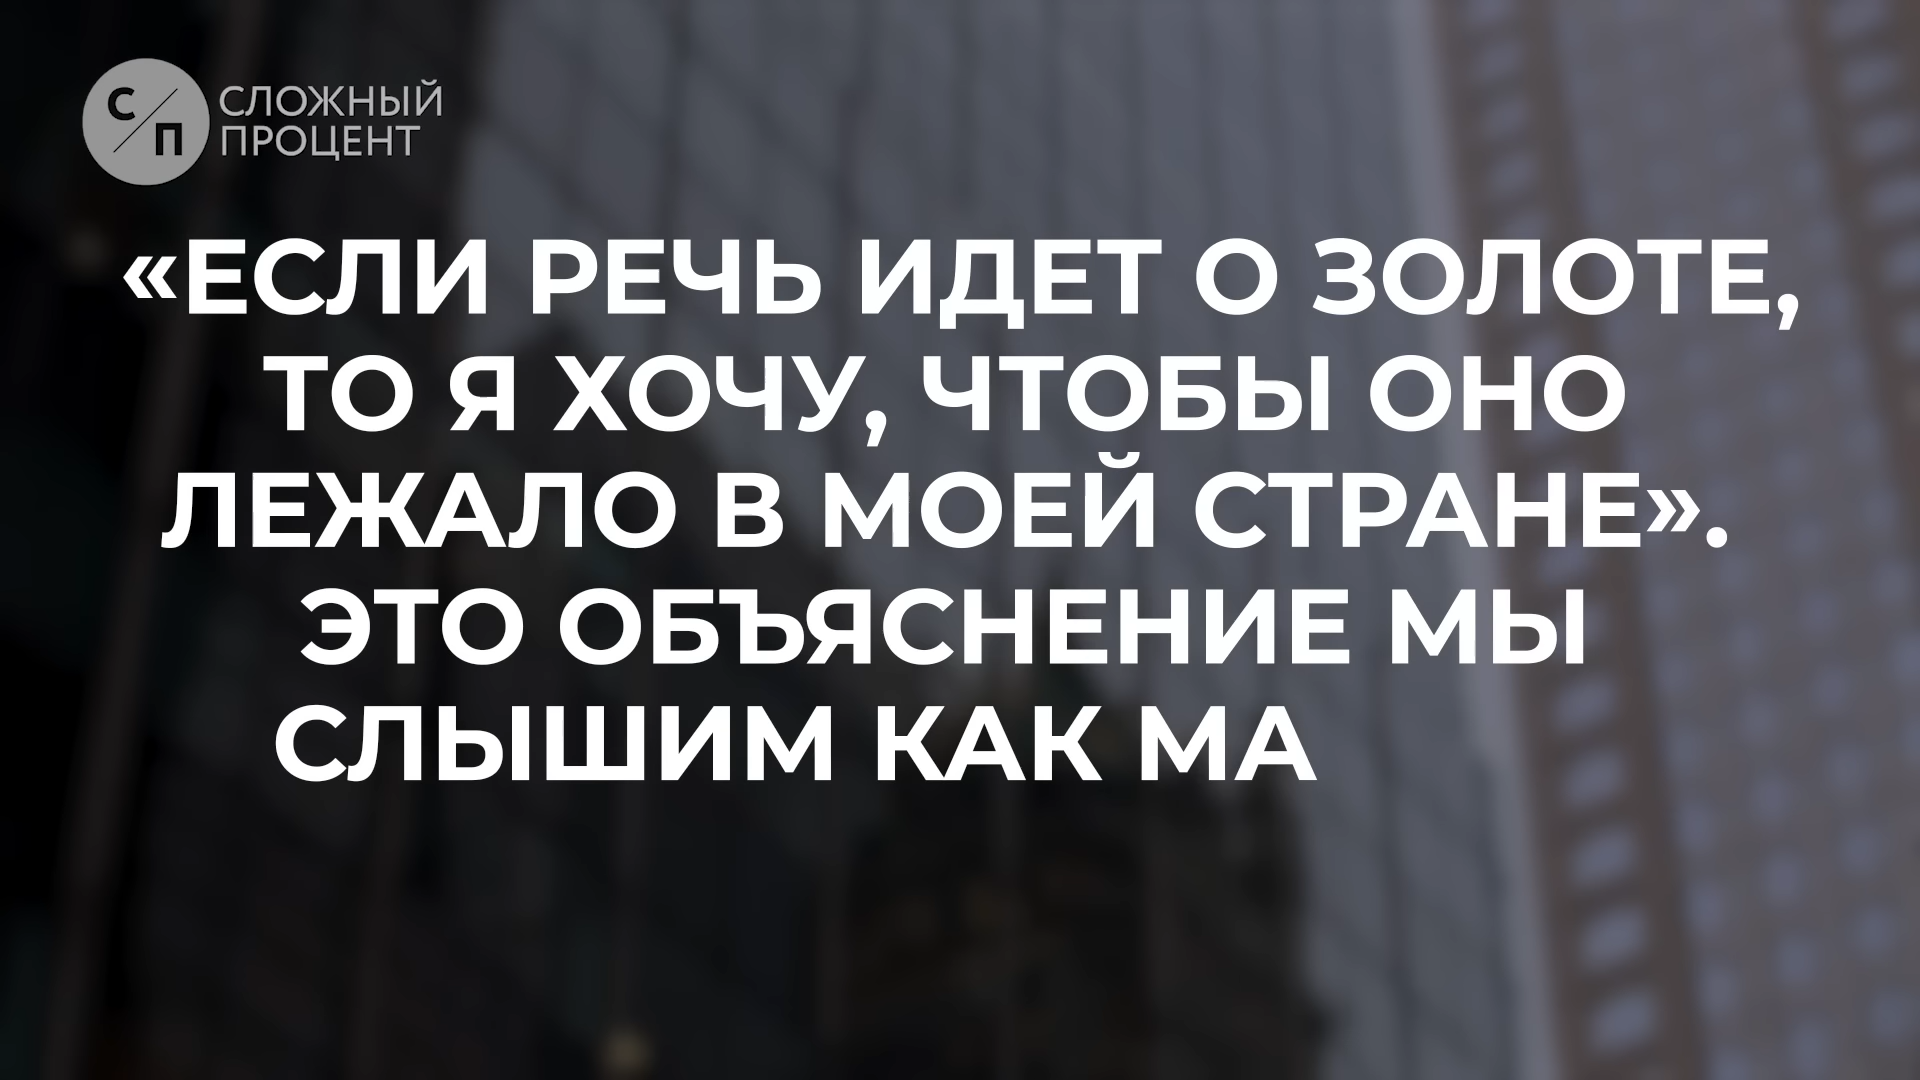 С/П СЛОЖНЫЙ
ПРОЦЕНТ
«ЕСЛИ РЕЧЬ ИДЕТ О ЗОЛОТЕ,
ТО Я ХОЧУ, ЧТОБЫ ОНО
ЛЕЖАЛО В МОЕЙ СТРАНЕ».
ЭТО ОБЪЯСНЕНИЕ МЫ
СЛЫШИМ КАК МА